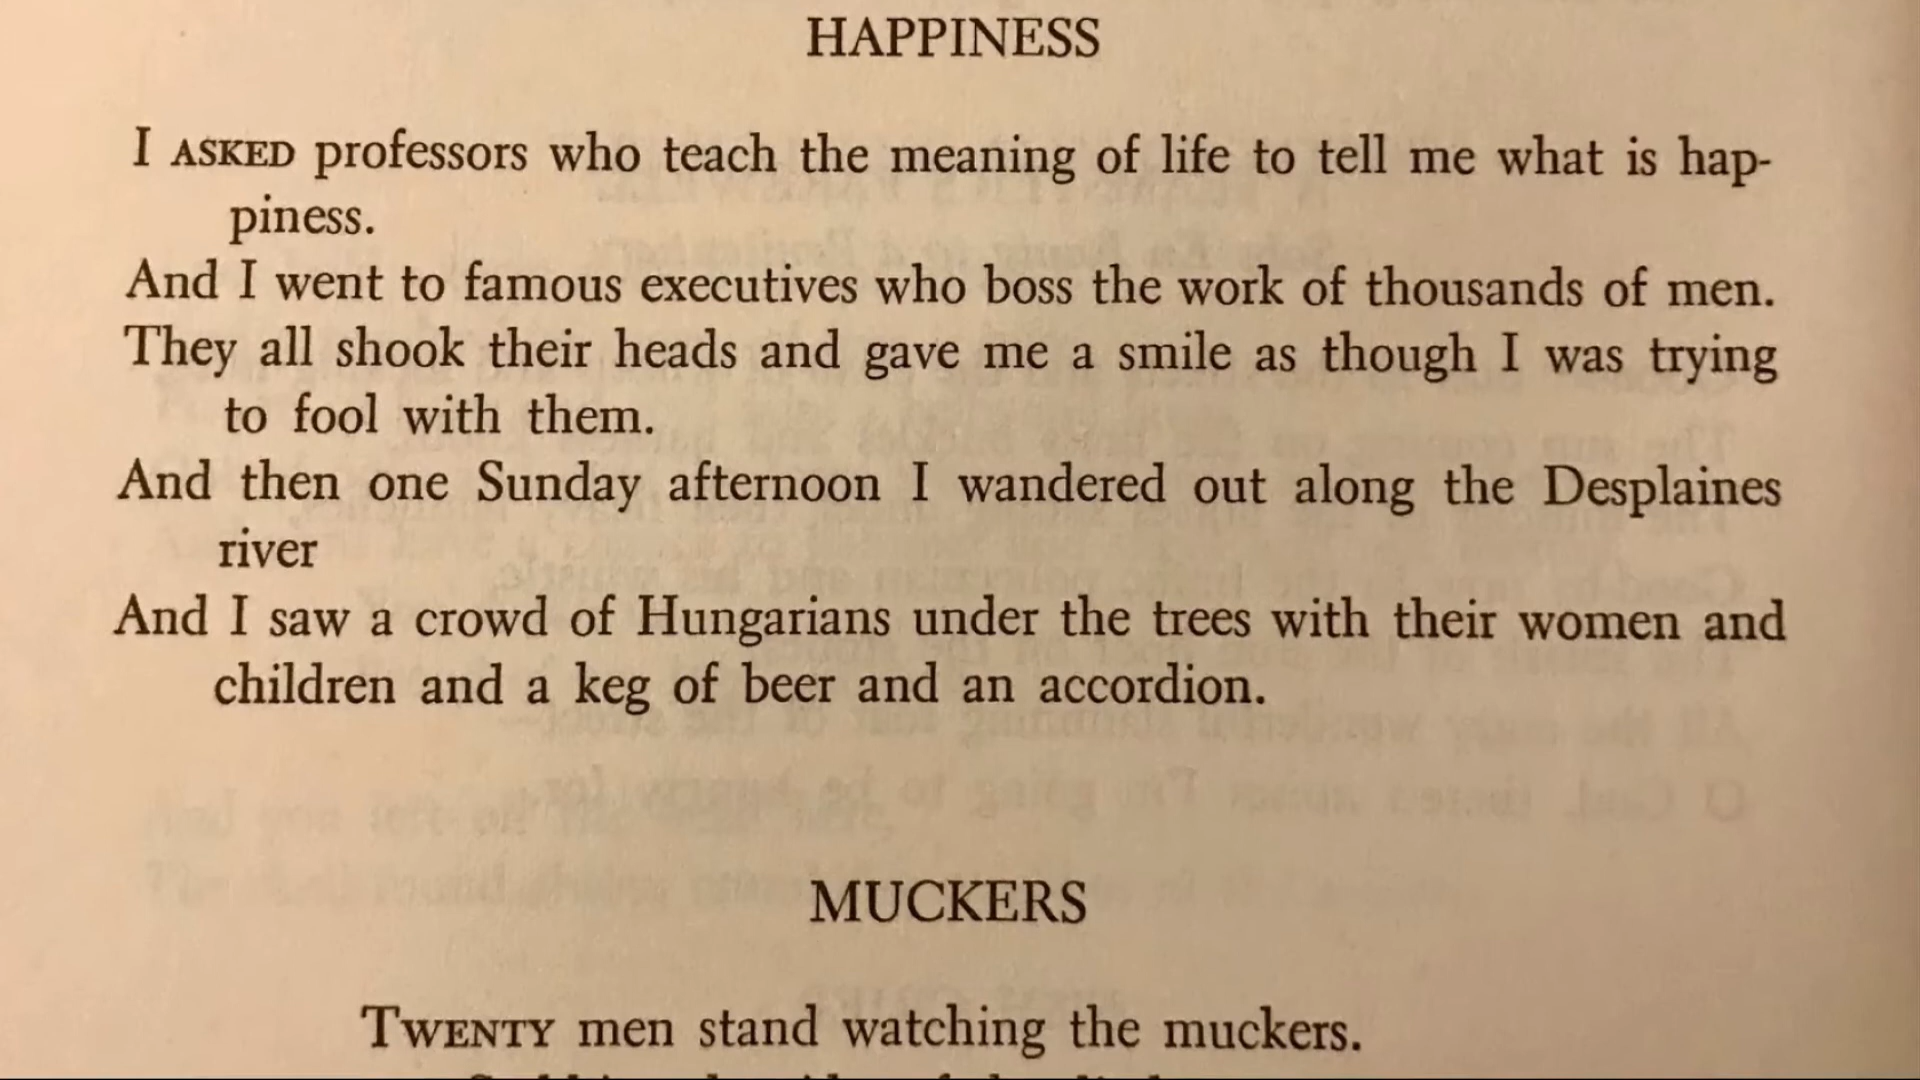 HAPPINESS
I ASKED professors who teach the meaning of life to tell me what is hap-
piness.
And I went to famous executives who boss the work of thousands of men.
They all shook their heads and gave me a smile as though I was trying
to fool with them.
And then one Sunday afternoon I wandered out along the Desplaines
river
And I saw a crowd of Hungarians under the trees with their women and
children and a keg of beer and an accordion.
MUCKERS
TWENTY men stand watching the muckers.